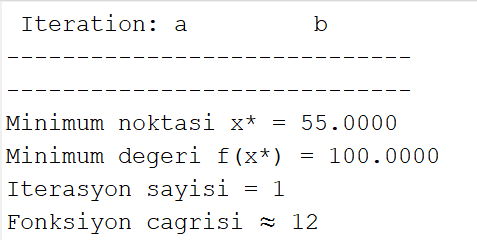 Iteration: a b
-----------------------------
-----------------------------
Minimum noktasi x* = 55.0000
Minimum degeri f(x*) = 100.0000
Iterasyon sayisi = 1
Fonksiyon cagrisi ≈ 12